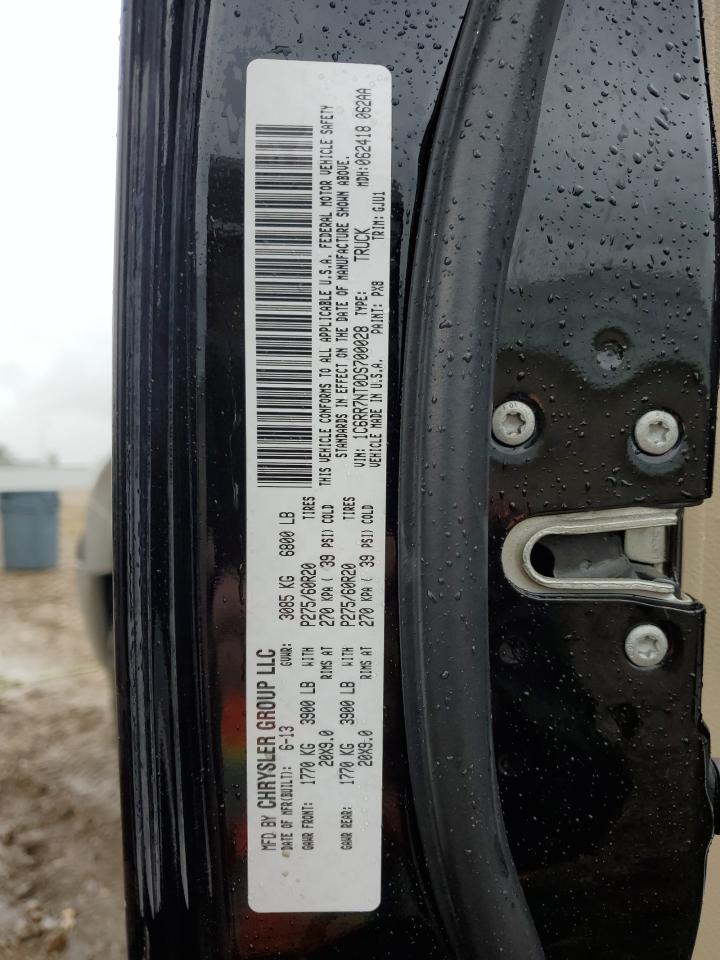 MFD BY CHRYSLER GROUP LLC
DATE OF MFR(BUILT): 6-13 GVWR: 3085 KG 6800 LB
GAWR FRONT: 1770 KG 3900 LB WITH P275/60R20 TIRES
20X9.0 RIMS AT 270 KPA ( 39 PSI) COLD
GAWR REAR: 1770 KG 3900 LB WITH P275/60R20 TIRES
20X9.0 RIMS AT 270 KPA ( 39 PSI) COLD
THIS VEHICLE CONFORMS TO ALL APPLICABLE U.S.A. FEDERAL MOTOR VEHICLE SAFETY
STANDARDS IN EFFECT ON THE DATE OF MANUFACTURE SHOWN ABOVE.
VIN: 1C6RR7NT0DS700028 TYPE: TRUCK MDH:062418 062AA
VEHICLE MADE IN U.S.A. PAINT: PX8 TRIM: GJU1